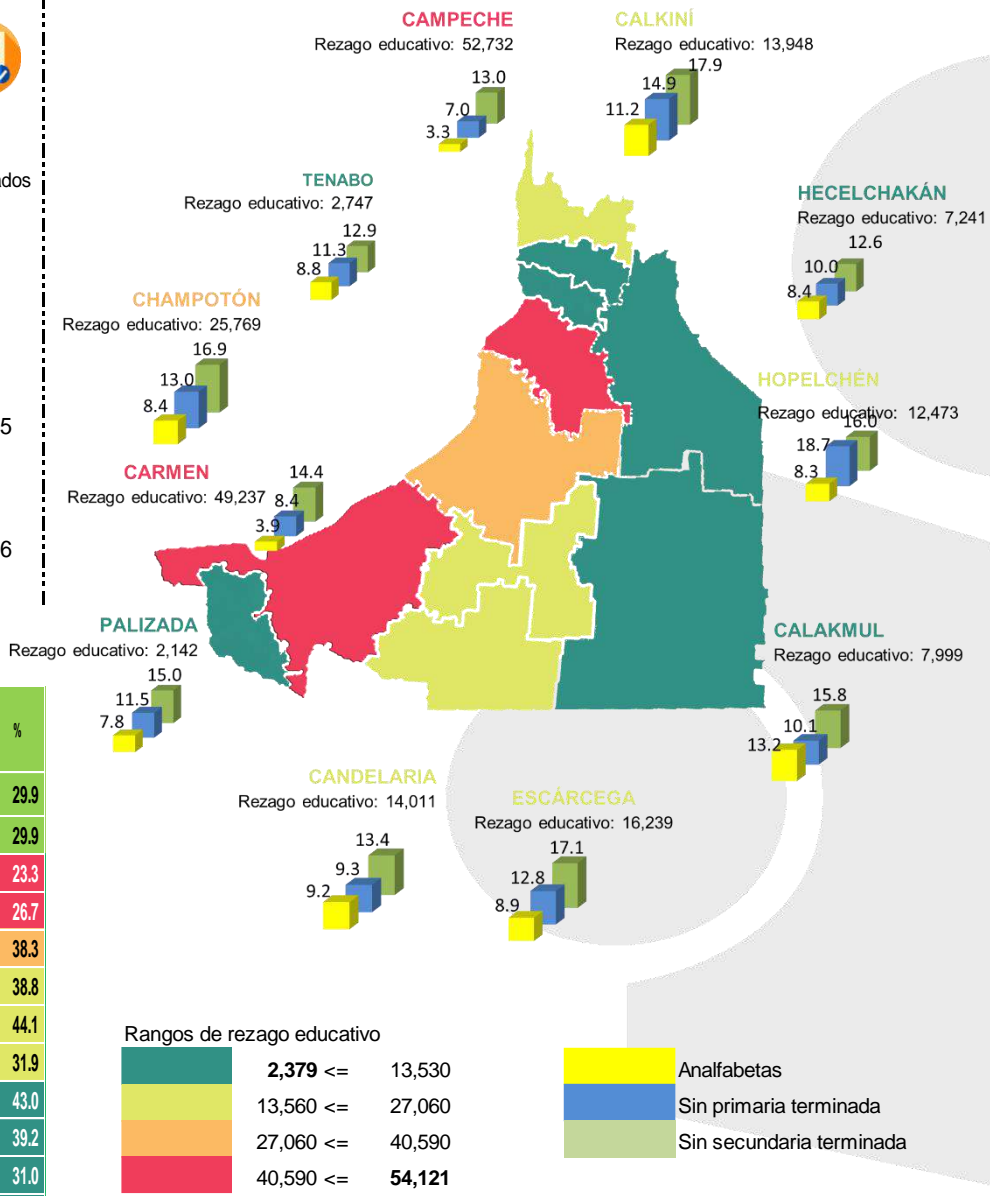 CAMPECHE
Rezago educativo: 52,732
3.3 7.0 13.0
CALKINÍ
Rezago educativo: 13,948
11.2 14.9 17.9
TENABO
Rezago educativo: 2,747
8.8 11.3 12.9
HECELCHAKÁN
Rezago educativo: 7,241
8.4 10.0 12.6
CHAMPOTÓN
Rezago educativo: 25,769
8.4 13.0 16.9
HOPELCHÉN
Rezago educativo: 12,473
8.3 18.7 16.0
CARMEN
Rezago educativo: 49,237
3.9 8.4 14.4
PALIZADA
Rezago educativo: 2,142
7.8 11.5 15.0
CALAKMUL
Rezago educativo: 7,999
13.2 10.1 15.8
CANDELARIA
Rezago educativo: 14,011
9.2 9.3 13.4
ESCÁRCEGA
Rezago educativo: 16,239
8.9 12.8 17.1
ados
5
6
%
29.9
29.9
23.3
26.7
38.3
38.8
44.1
31.9
43.0
39.2
31.0
Rangos de rezago educativo
2,379 <= 13,530
13,560 <= 27,060
27,060 <= 40,590
40,590 <= 54,121
Analfabetas
Sin primaria terminada
Sin secundaria terminada